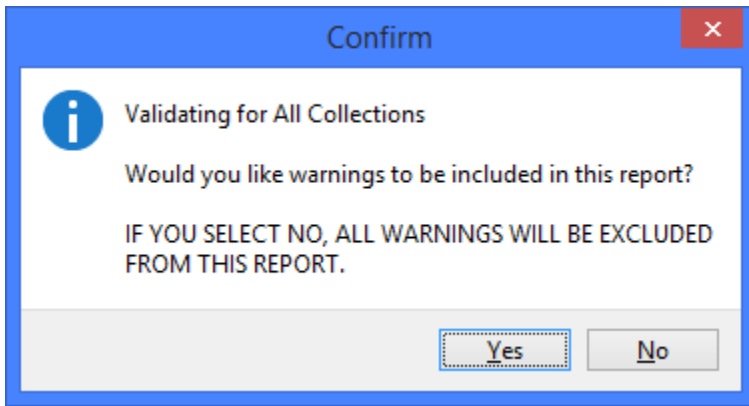 Confirm
Validating for All Collections
Would you like warnings to be included in this report?
IF YOU SELECT NO, ALL WARNINGS WILL BE EXCLUDED
FROM THIS REPORT.
Yes
No